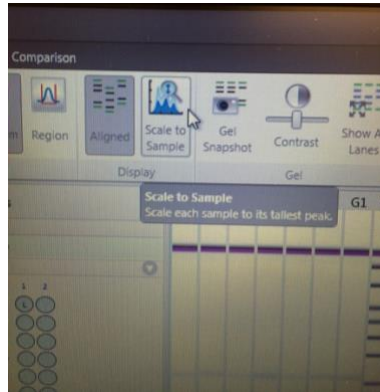 Comparison
Region
Aligned
Scale to
Sample
Gel
Snapshot
Contrast
Show A
Lanes
Display
Gel
Scale to Sample
Scale each sample to its tallest peak.
G1
1 2
L